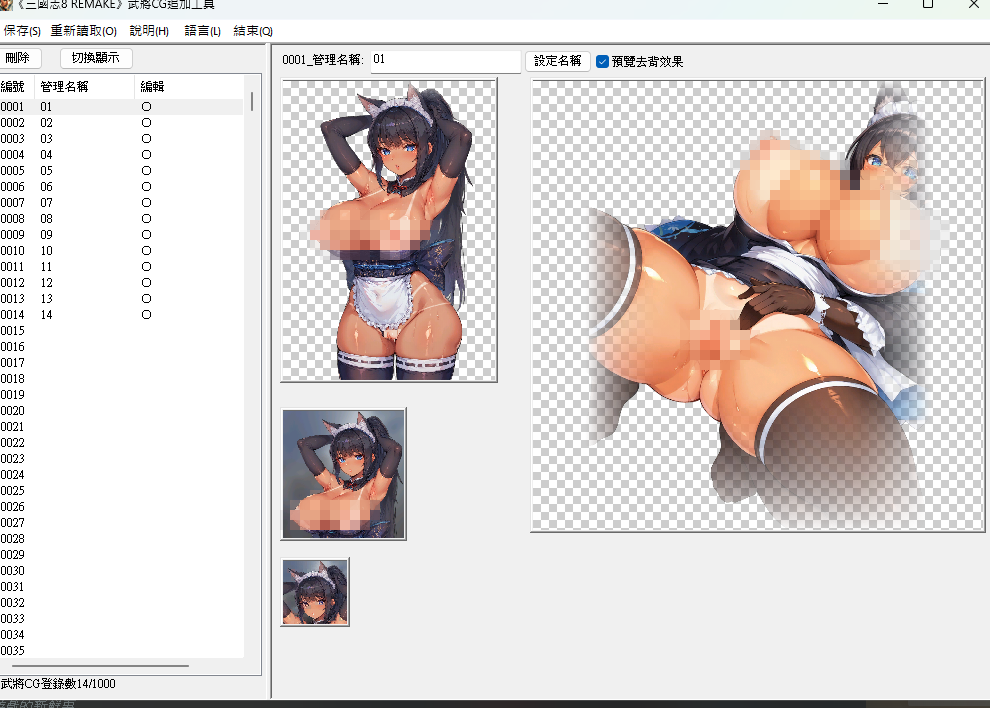 《三國志8 REMAKE》武將CG追加工具
保存(S) 重新讀取(O) 說明(H) 語言(L) 結束(Q)
刪除 切換顯示
編號 管理名稱 編輯
0001 01 ○
0002 02 ○
0003 03 ○
0004 04 ○
0005 05 ○
0006 06 ○
0007 07 ○
0008 08 ○
0009 09 ○
0010 10 ○
0011 11 ○
0012 12 ○
0013 13 ○
0014 14 ○
0015
0016
0017
0018
0019
0020
0021
0022
0023
0024
0025
0026
0027
0028
0029
0030
0031
0032
0033
0034
0035
武將CG登錄數14/1000
0001_管理名稱: 01 設定名稱 預覽去背效果